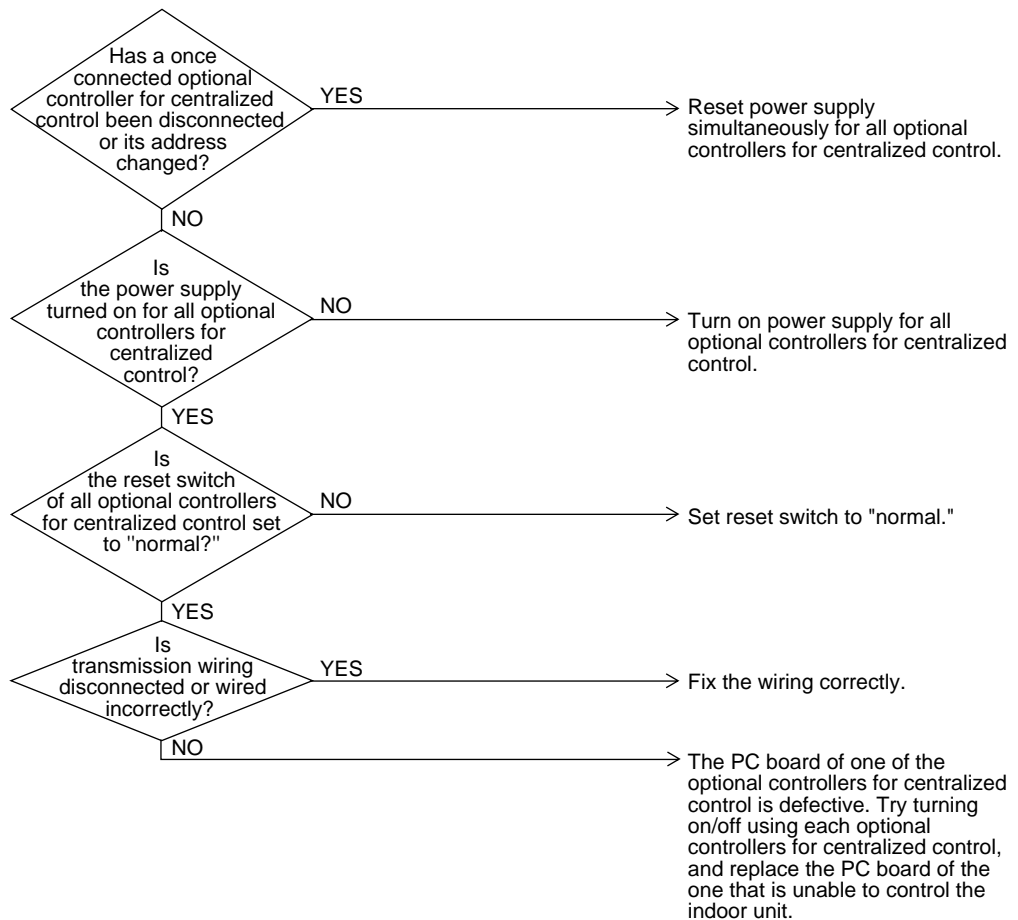 Has a once
connected optional
controller for centralized
control been disconnected
or its address
changed?
YES
Reset power supply
simultaneously for all optional
controllers for centralized control.
NO
Is
the power supply
turned on for all optional
controllers for
centralized
control?
NO
Turn on power supply for all
optional controllers for centralized
control.
YES
Is
the reset switch
of all optional controllers
for centralized control set
to "normal?"
NO
Set reset switch to "normal."
YES
Is
transmission wiring
disconnected or wired
incorrectly?
YES
Fix the wiring correctly.
NO
The PC board of one of the
optional controllers for centralized
control is defective. Try turning
on/off using each optional
controllers for centralized control,
and replace the PC board of the
one that is unable to control the
indoor unit.